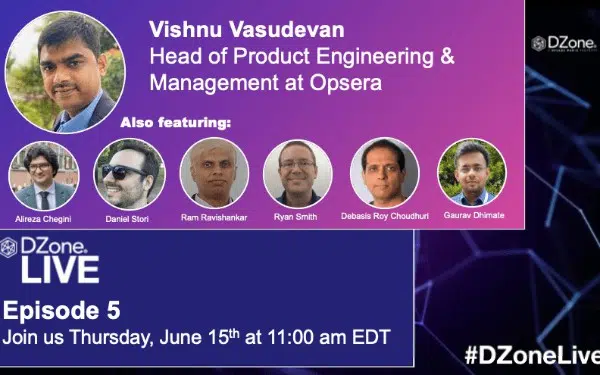 Vishnu Vasudevan
Head of Product Engineering &
Management at Opsera
DZone.
Also featuring:
Alireza Chegini
Daniel Stori
Ram Ravishankar
Ryan Smith
Debasis Roy Choudhuri
Gaurav Dhimate
DZone.
LIVE
Episode 5
Join us Thursday, June 15th at 11:00 am EDT
#DZoneLive